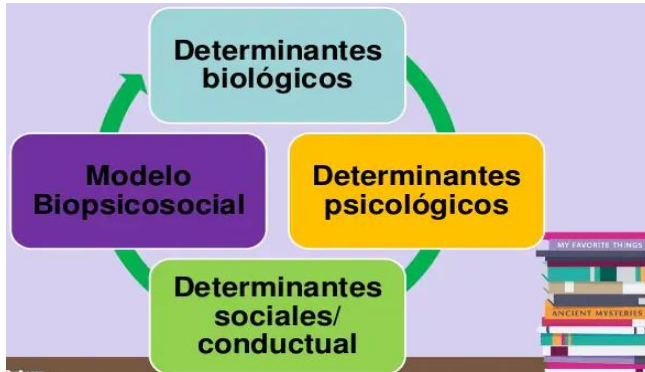 Determinantes
biológicos
Modelo
Biopsicosocial
Determinantes
psicológicos
Determinantes
sociales/
conductual
MY FAVORITE THINGS
ANCIENT MYSTERIES